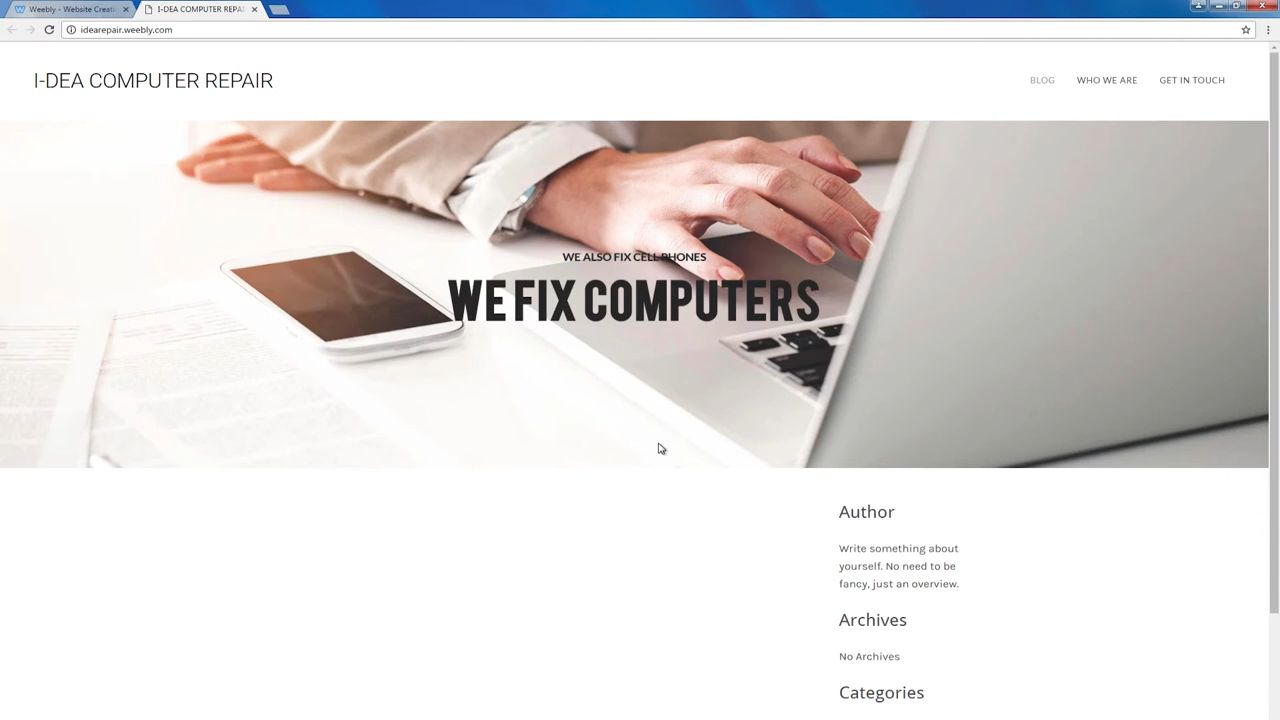 Weebly - Website Creati
I-DEA COMPUTER REPAI
idearepair.weebly.com
I-DEA COMPUTER REPAIR
BLOG
WHO WE ARE
GET IN TOUCH
WE ALSO FIX CELL PHONES
WE FIX COMPUTERS
Author
Write something about
yourself. No need to be
fancy, just an overview.
Archives
No Archives
Categories